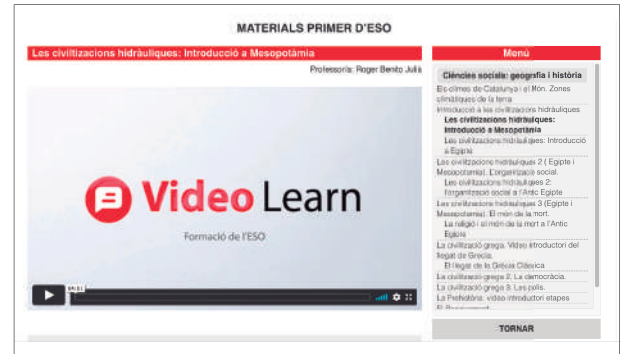 MATERIALS PRIMER D'ESO
Les civilitzacions hidràuliques: Introducció a Mesopotàmia
Professor/a: Roger Benito Julià
Video Learn
Formació de l'ESO
Menú
Ciències socials: geografia i història
Els climes de Catalunya i el Món. Zones
climàtiques de la terra
Introducció a les civilitzacions hidràuliques
Les civilitzacions hidràuliques:
Introducció a Mesopotàmia
Les civilitzacions hidràuliques: Introducció
a Egipte
Les civilitzacions hidràuliques 2 ( Egipte i
Mesopotàmia). L'organització social.
Les civilitzacions hidràuliques 2:
l'organització social a l'Antic Egipte
Les civilitzacions hidràuliques 3 (Egipte i
Mesopotàmia). El món de la mort.
La religió i el món de la mort a l'Antic
Egipte
La civilització grega. Vídeo introductori del
llegat de Grècia.
El llegat de la Grècia Clàssica
La civilització grega 2. La democràcia.
La civilització grega 3. Les polis.
La Prehistòria: vídeo introductori etapes
TORNAR